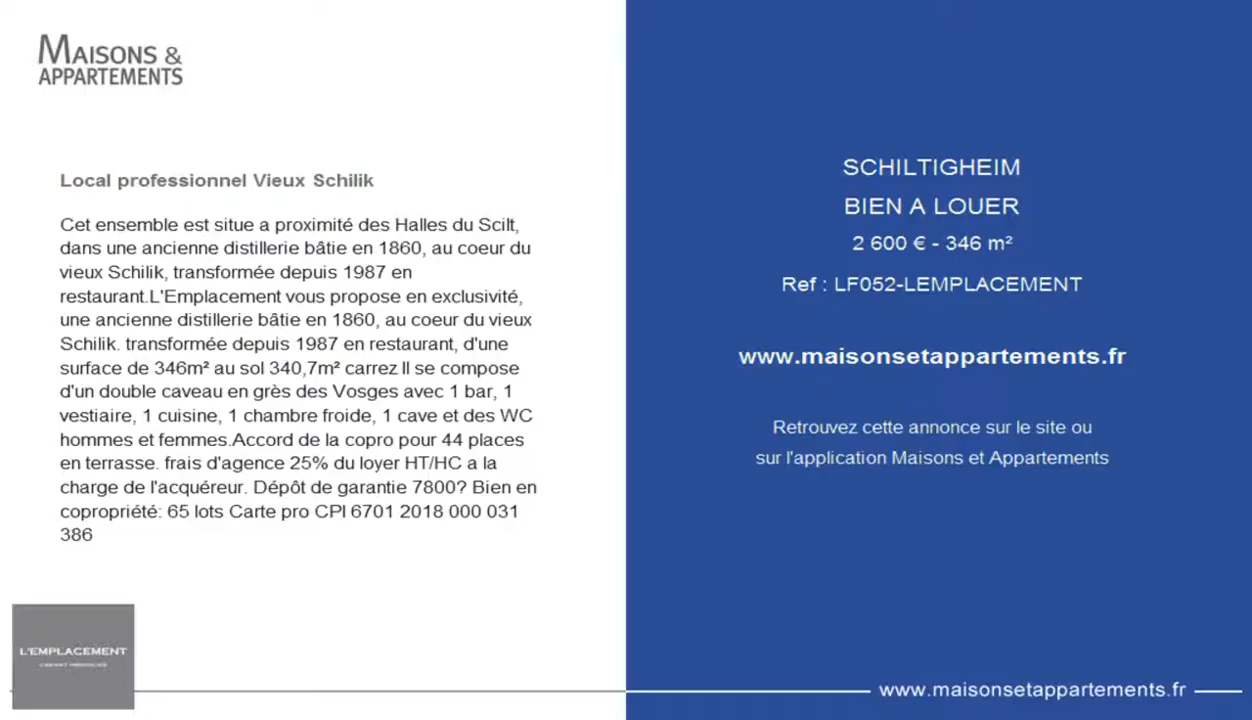 MAISONS &
APPARTEMENTS
Local professionnel Vieux Schilik
Cet ensemble est situe a proximité des Halles du Scilt,
dans une ancienne distillerie bâtie en 1860, au coeur du
vieux Schilik, transformée depuis 1987 en
restaurant.L'Emplacement vous propose en exclusivité,
une ancienne distillerie bâtie en 1860, au coeur du vieux
Schilik. transformée depuis 1987 en restaurant, d'une
surface de 346m² au sol 340,7m² carrez Il se compose
d'un double caveau en grès des Vosges avec 1 bar, 1
vestiaire, 1 cuisine, 1 chambre froide, 1 cave et des WC
hommes et femmes.Accord de la copro pour 44 places
en terrasse. frais d'agence 25% du loyer HT/HC a la
charge de l'acquéreur. Dépôt de garantie 7800? Bien en
copropriété: 65 lots Carte pro CPI 6701 2018 000 031
386
L'EMPLACEMENT
SCHILTIGHEIM
BIEN A LOUER
2 600 € - 346 m²
Ref : LF052-LEMPLACEMENT
www.maisonsetappartements.fr
Retrouvez cette annonce sur le site ou
sur l'application Maisons et Appartements
www.maisonsetappartements.fr